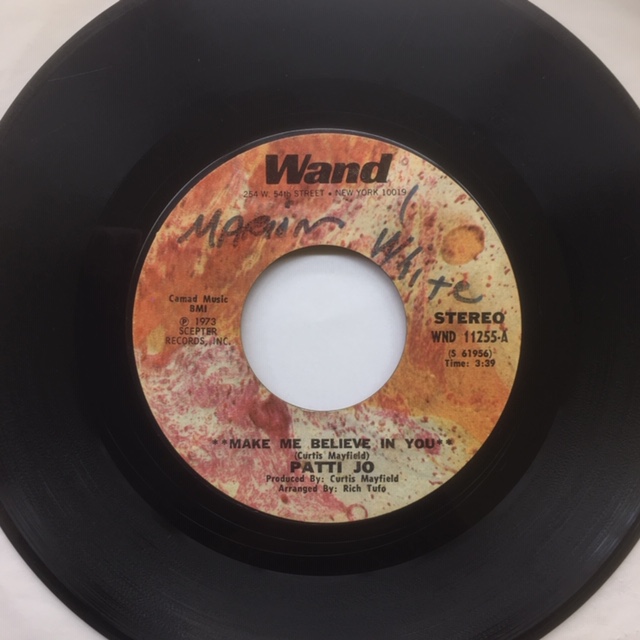 Wand
254 W. 54th STREET • NEW YORK 10019
Marion White
Camad Music
BMI
℗ 1973
SCEPTER
RECORDS, INC.
STEREO
WND 11255-A
(S 61956)
Time: 3:39
**MAKE ME BELIEVE IN YOU**
(Curtis Mayfield)
PATTI JO
Produced By: Curtis Mayfield
Arranged By: Rich Tufo